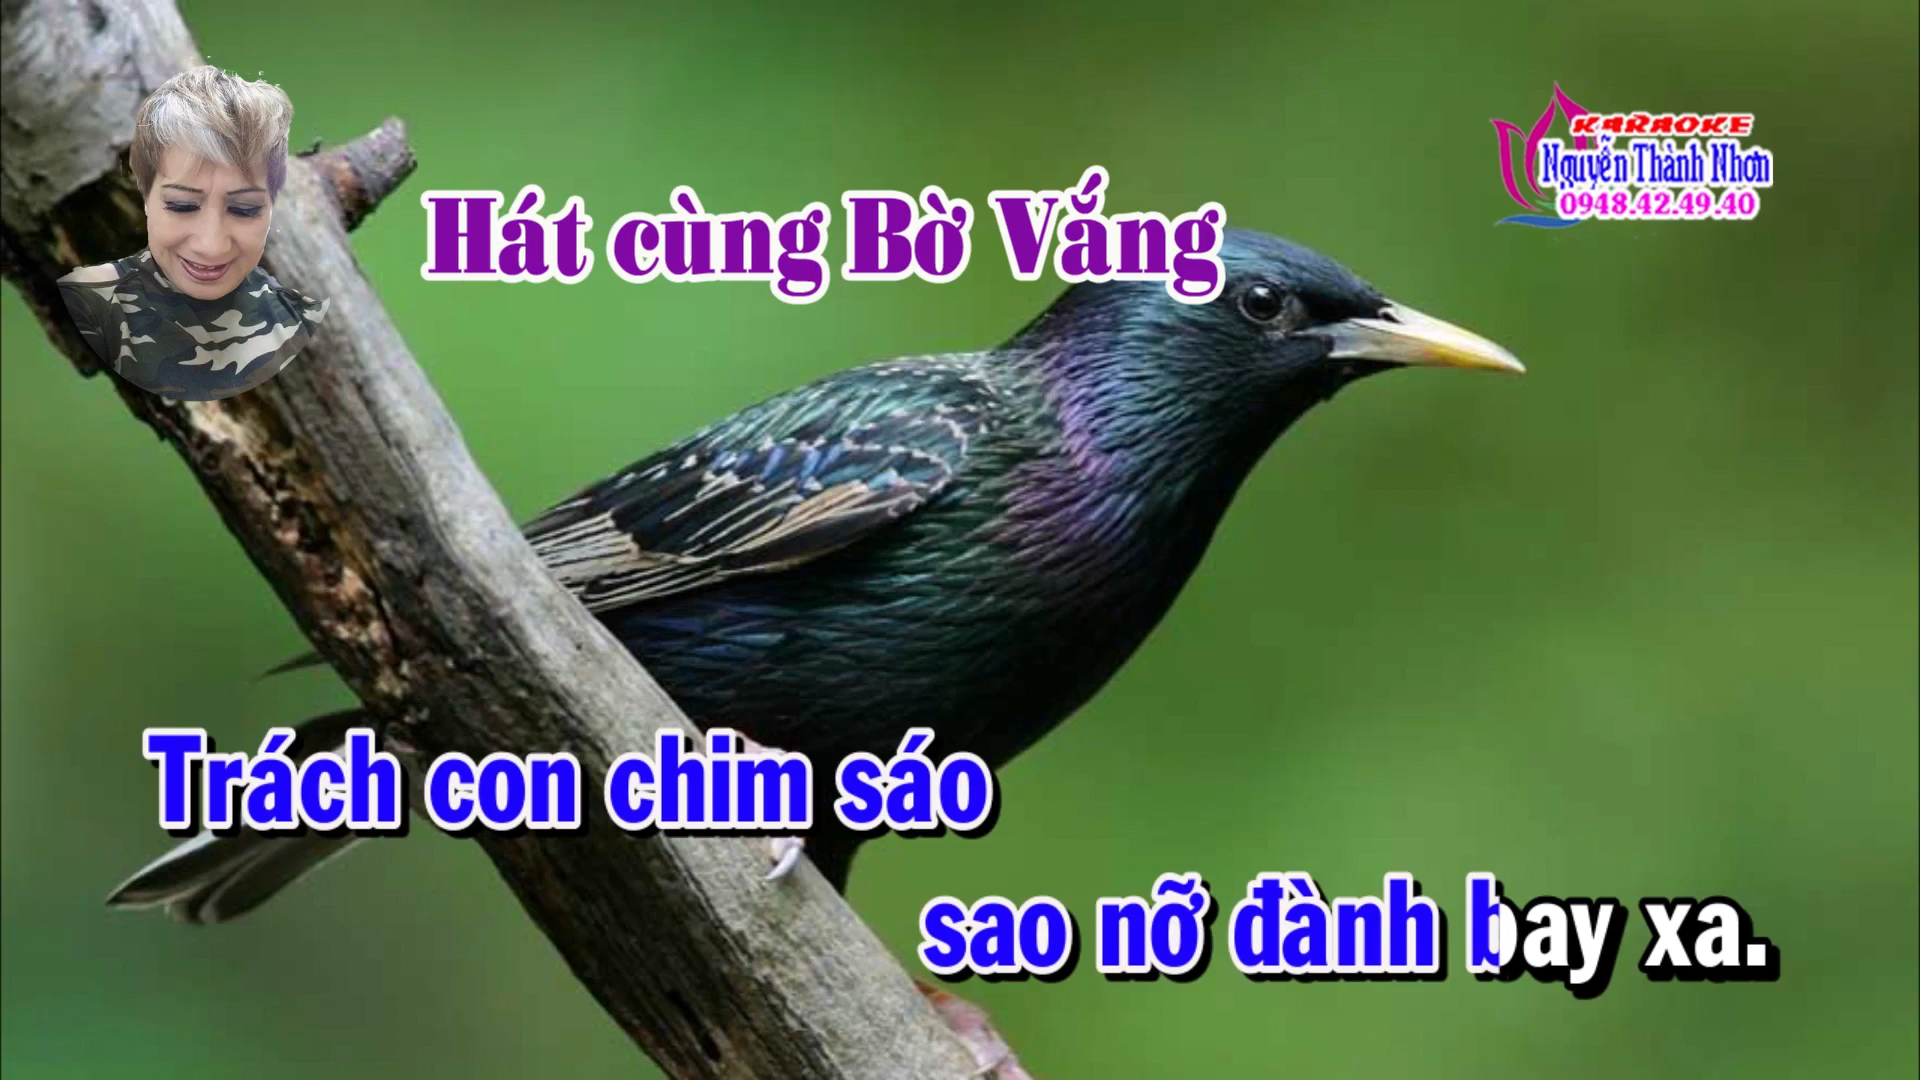 KARAOKE
Nguyễn Thành Nhơn
0948.42.49.40
Hát cùng Bờ Vắng
Trách con chim sáo
sao nỡ đành bay xa.